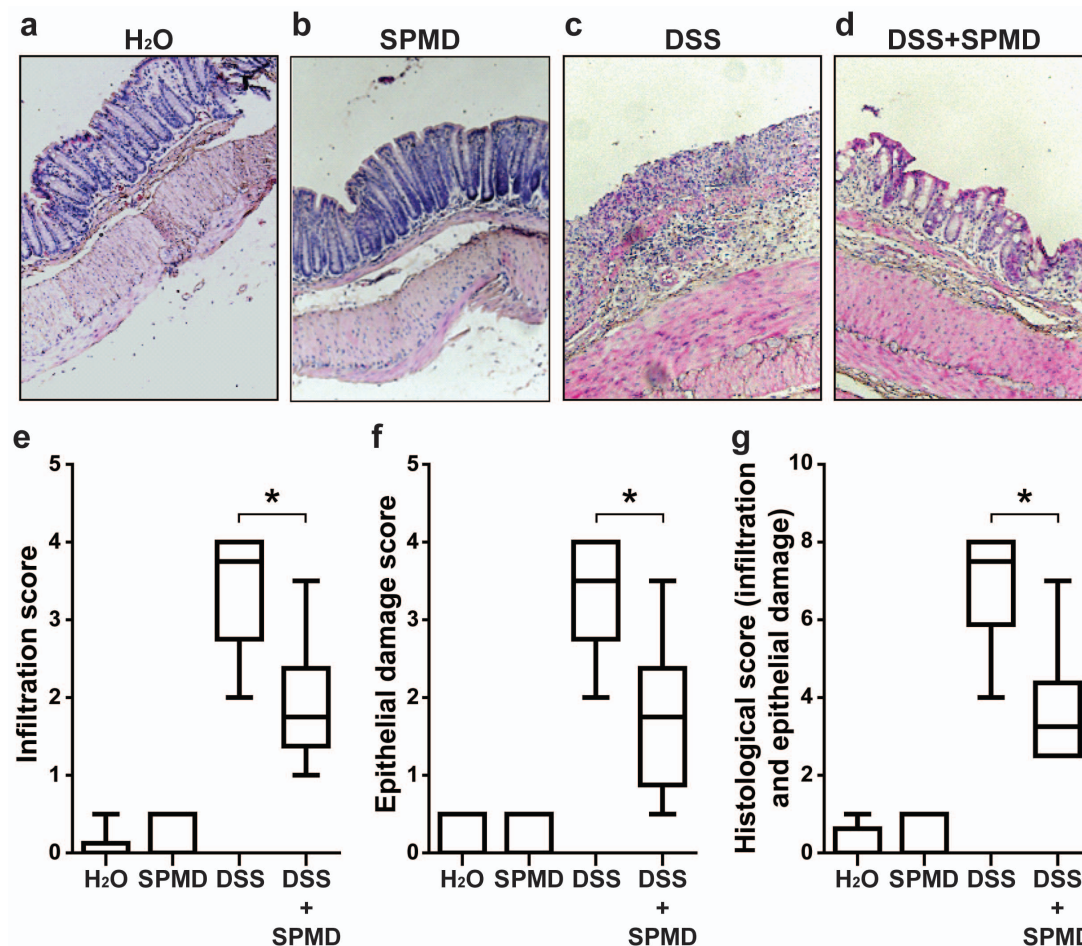 a
H₂O
b
SPMD
c
DSS
d
DSS+SPMD
e
Infiltration score
5
4
3
2
1
0
*
H₂O
SPMD
DSS
DSS
+
SPMD
f
Epithelial damage score
5
4
3
2
1
0
*
H₂O
SPMD
DSS
DSS
+
SPMD
g
Histological score (infiltration
and epithelial damage)
10
8
6
4
2
0
*
H₂O
SPMD
DSS
DSS
+
SPMD